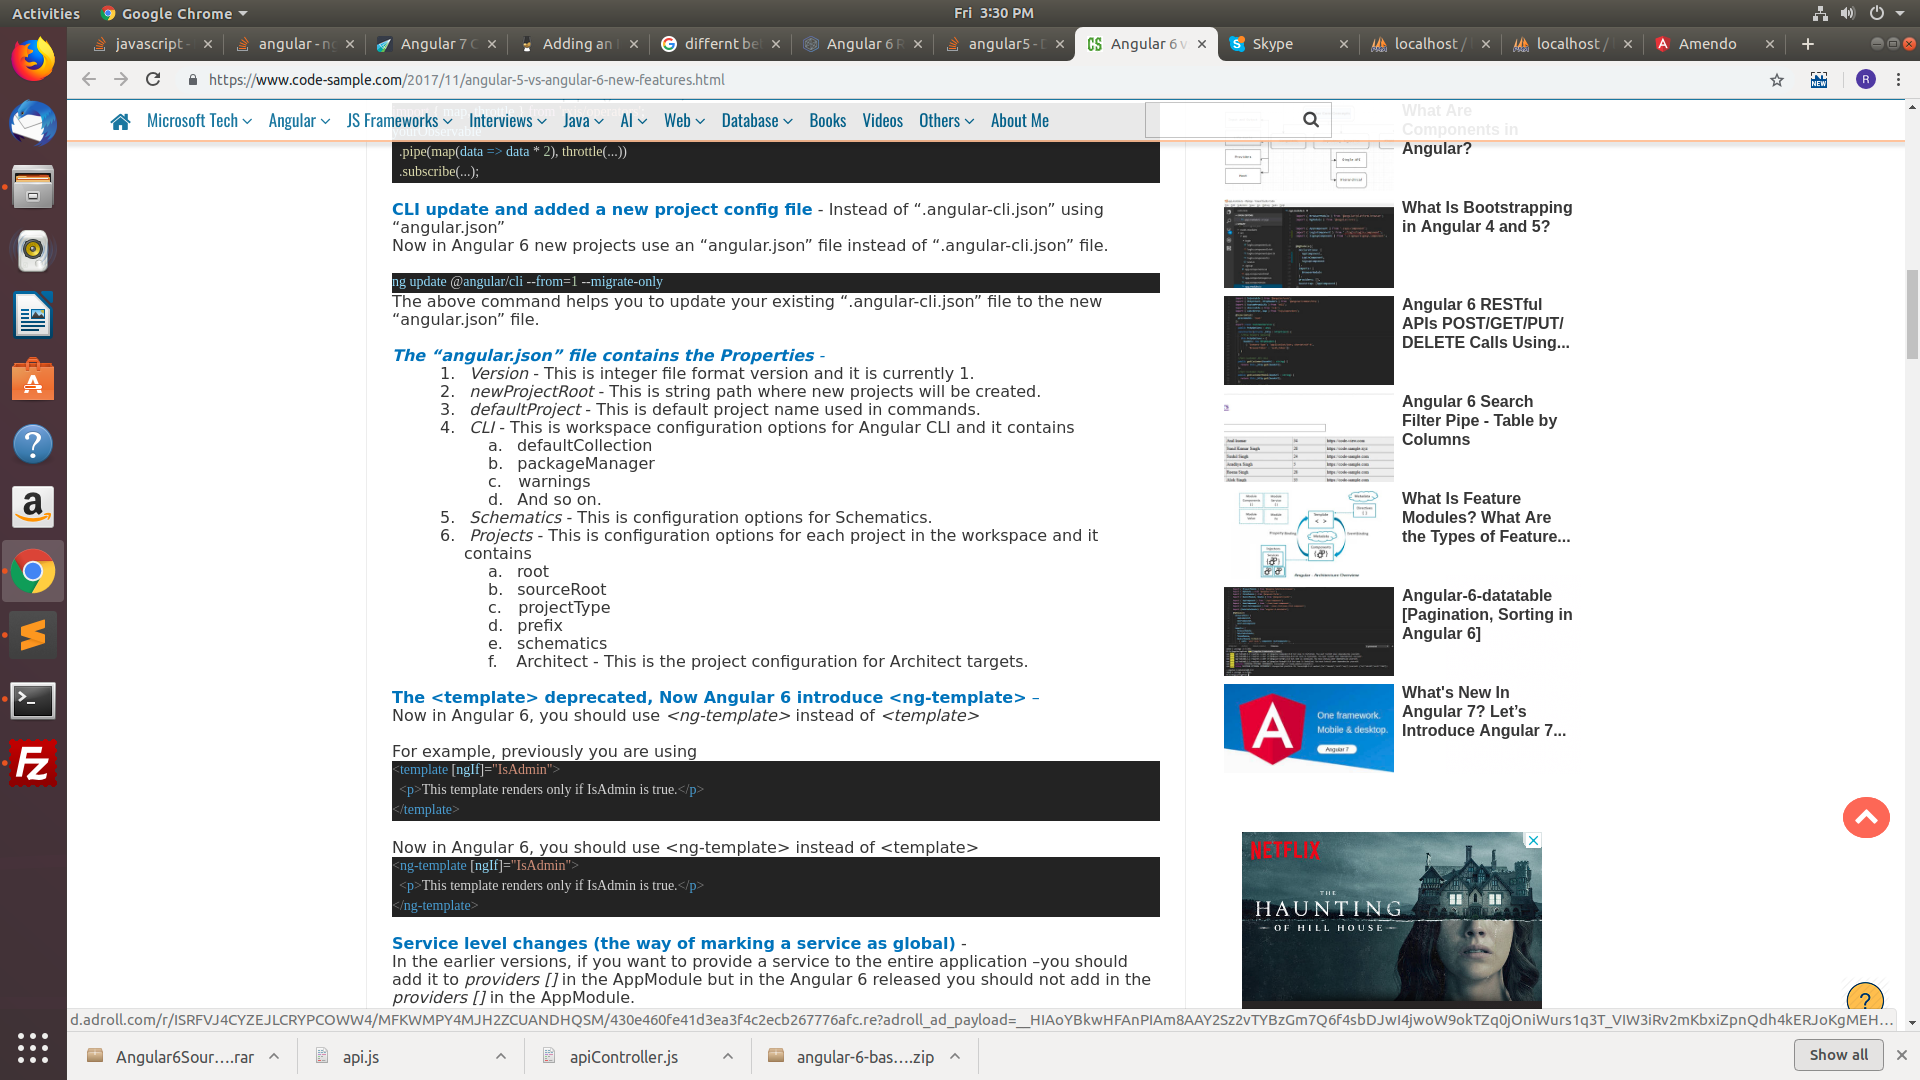 Activities Google Chrome Fri 3:30 PM
javascript - angular - ng Angular 7 C Adding an differnt be Angular 6 R angular5 - D Angular 6 v Skype localhost / localhost / Amendo
https://www.code-sample.com/2017/11/angular-5-vs-angular-6-new-features.html
R
Microsoft Tech Angular JS Frameworks Interviews Java AI Web Database Books Videos Others About Me
.pipe(map(data => data * 2), throttle(...))
.subscribe(...);
CLI update and added a new project config file - Instead of “.angular-cli.json” using
“angular.json”
Now in Angular 6 new projects use an “angular.json” file instead of “.angular-cli.json” file.
ng update @angular/cli --from=1 --migrate-only
The above command helps you to update your existing “.angular-cli.json” file to the new
“angular.json” file.
The “angular.json” file contains the Properties -
1. Version - This is integer file format version and it is currently 1.
2. newProjectRoot - This is string path where new projects will be created.
3. defaultProject - This is default project name used in commands.
4. CLI - This is workspace configuration options for Angular CLI and it contains
a. defaultCollection
b. packageManager
c. warnings
d. And so on.
5. Schematics - This is configuration options for Schematics.
6. Projects - This is configuration options for each project in the workspace and it
contains
a. root
b. sourceRoot
c. projectType
d. prefix
e. schematics
f. Architect - This is the project configuration for Architect targets.
The <template> deprecated, Now Angular 6 introduce <ng-template> –
Now in Angular 6, you should use <ng-template> instead of <template>
For example, previously you are using
<template [ngIf]="IsAdmin">
<p>This template renders only if IsAdmin is true.</p>
</template>
Now in Angular 6, you should use <ng-template> instead of <template>
<ng-template [ngIf]="IsAdmin">
<p>This template renders only if IsAdmin is true.</p>
</ng-template>
Service level changes (the way of marking a service as global) -
In the earlier versions, if you want to provide a service to the entire application –you should
add it to providers [] in the AppModule but in the Angular 6 released you should not add in the
providers [] in the AppModule.
What Are
Components in
Angular?
What Is Bootstrapping
in Angular 4 and 5?
Angular 6 RESTful
APIs POST/GET/PUT/
DELETE Calls Using...
Angular 6 Search
Filter Pipe - Table by
Columns
What Is Feature
Modules? What Are
the Types of Feature...
Angular-6-datatable
[Pagination, Sorting in
Angular 6]
What's New In
Angular 7? Let’s
Introduce Angular 7...
One framework.
Mobile & desktop.
Angular 7
NETFLIX
THE
HAUNTING
OF HILL HOUSE
?
d.adroll.com/r/ISRFVJ4CYZEJLCRYPCOWW4/MFKWMPY4MJH2ZCUANDHQSM/430e460fe41d3ea3f4c2ecb267776afc.re?adroll_ad_payload=__HIAoYBkwHFAnPIAm8AAY2Sz2vTYBzGm7Q6f4sbDJwI4jwoW9okTZq0jOniWurs1q3T_VIW3iRv2mKbxiZpnQdh4kERJoKgMEH...
Angular6Sour....rar api.js apiController.js angular-6-bas....zip Show all